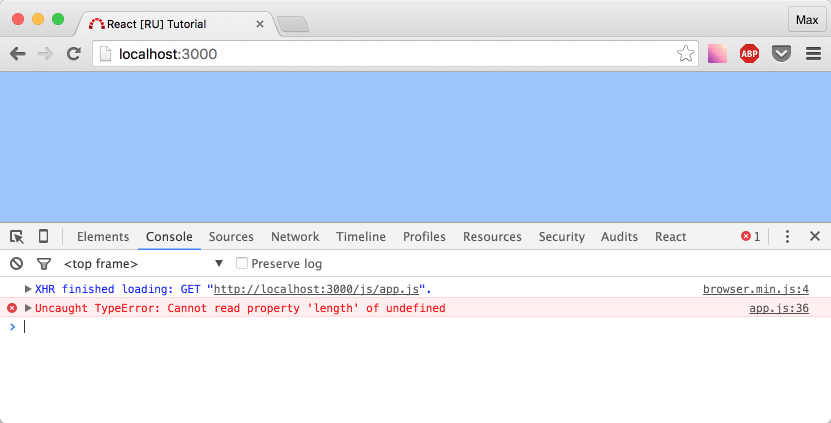 React [RU] Tutorial
Max
localhost:3000
ABP
Elements Console Sources Network Timeline Profiles Resources Security Audits React 1
<top frame> Preserve log
XHR finished loading: GET "http://localhost:3000/js/app.js". browser.min.js:4
Uncaught TypeError: Cannot read property 'length' of undefined app.js:36